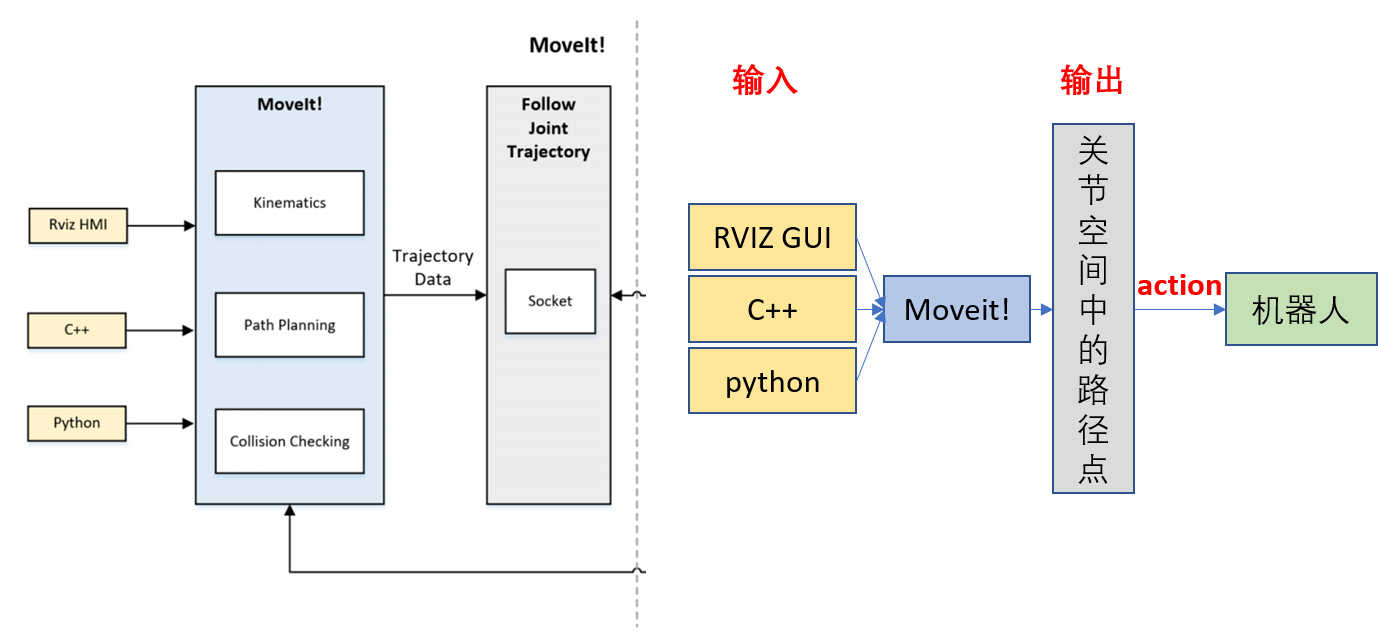 MoveIt!
MoveIt!
Kinematics
Path Planning
Collision Checking
Rviz HMI
C++
Python
Trajectory
Data
Follow
Joint
Trajectory
Socket
输入
输出
RVIZ GUI
C++
python
Moveit!
关节空间中的路径点
action
机器人